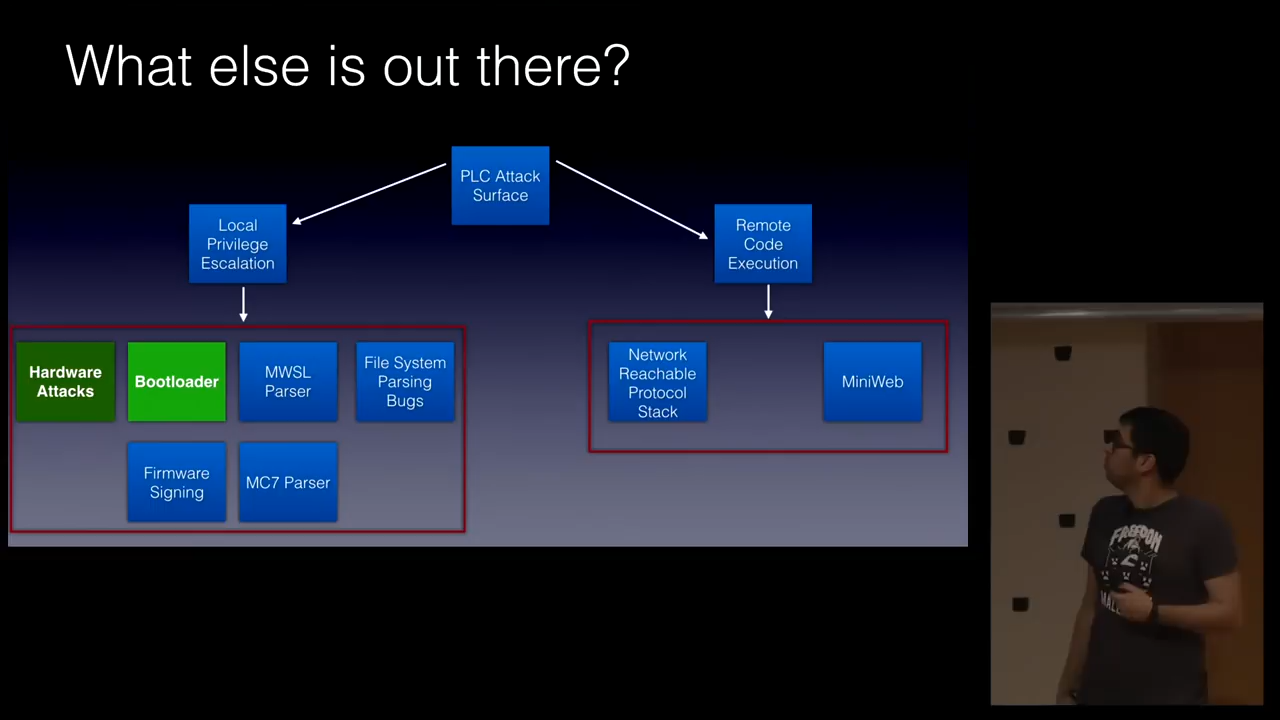 What else is out there?
PLC Attack
Surface
Local
Privilege
Escalation
Remote
Code
Execution
Hardware
Attacks
Bootloader
MWSL
Parser
File System
Parsing
Bugs
Network
Reachable
Protocol
Stack
MiniWeb
Firmware
Signing
MC7 Parser
FREEDOM